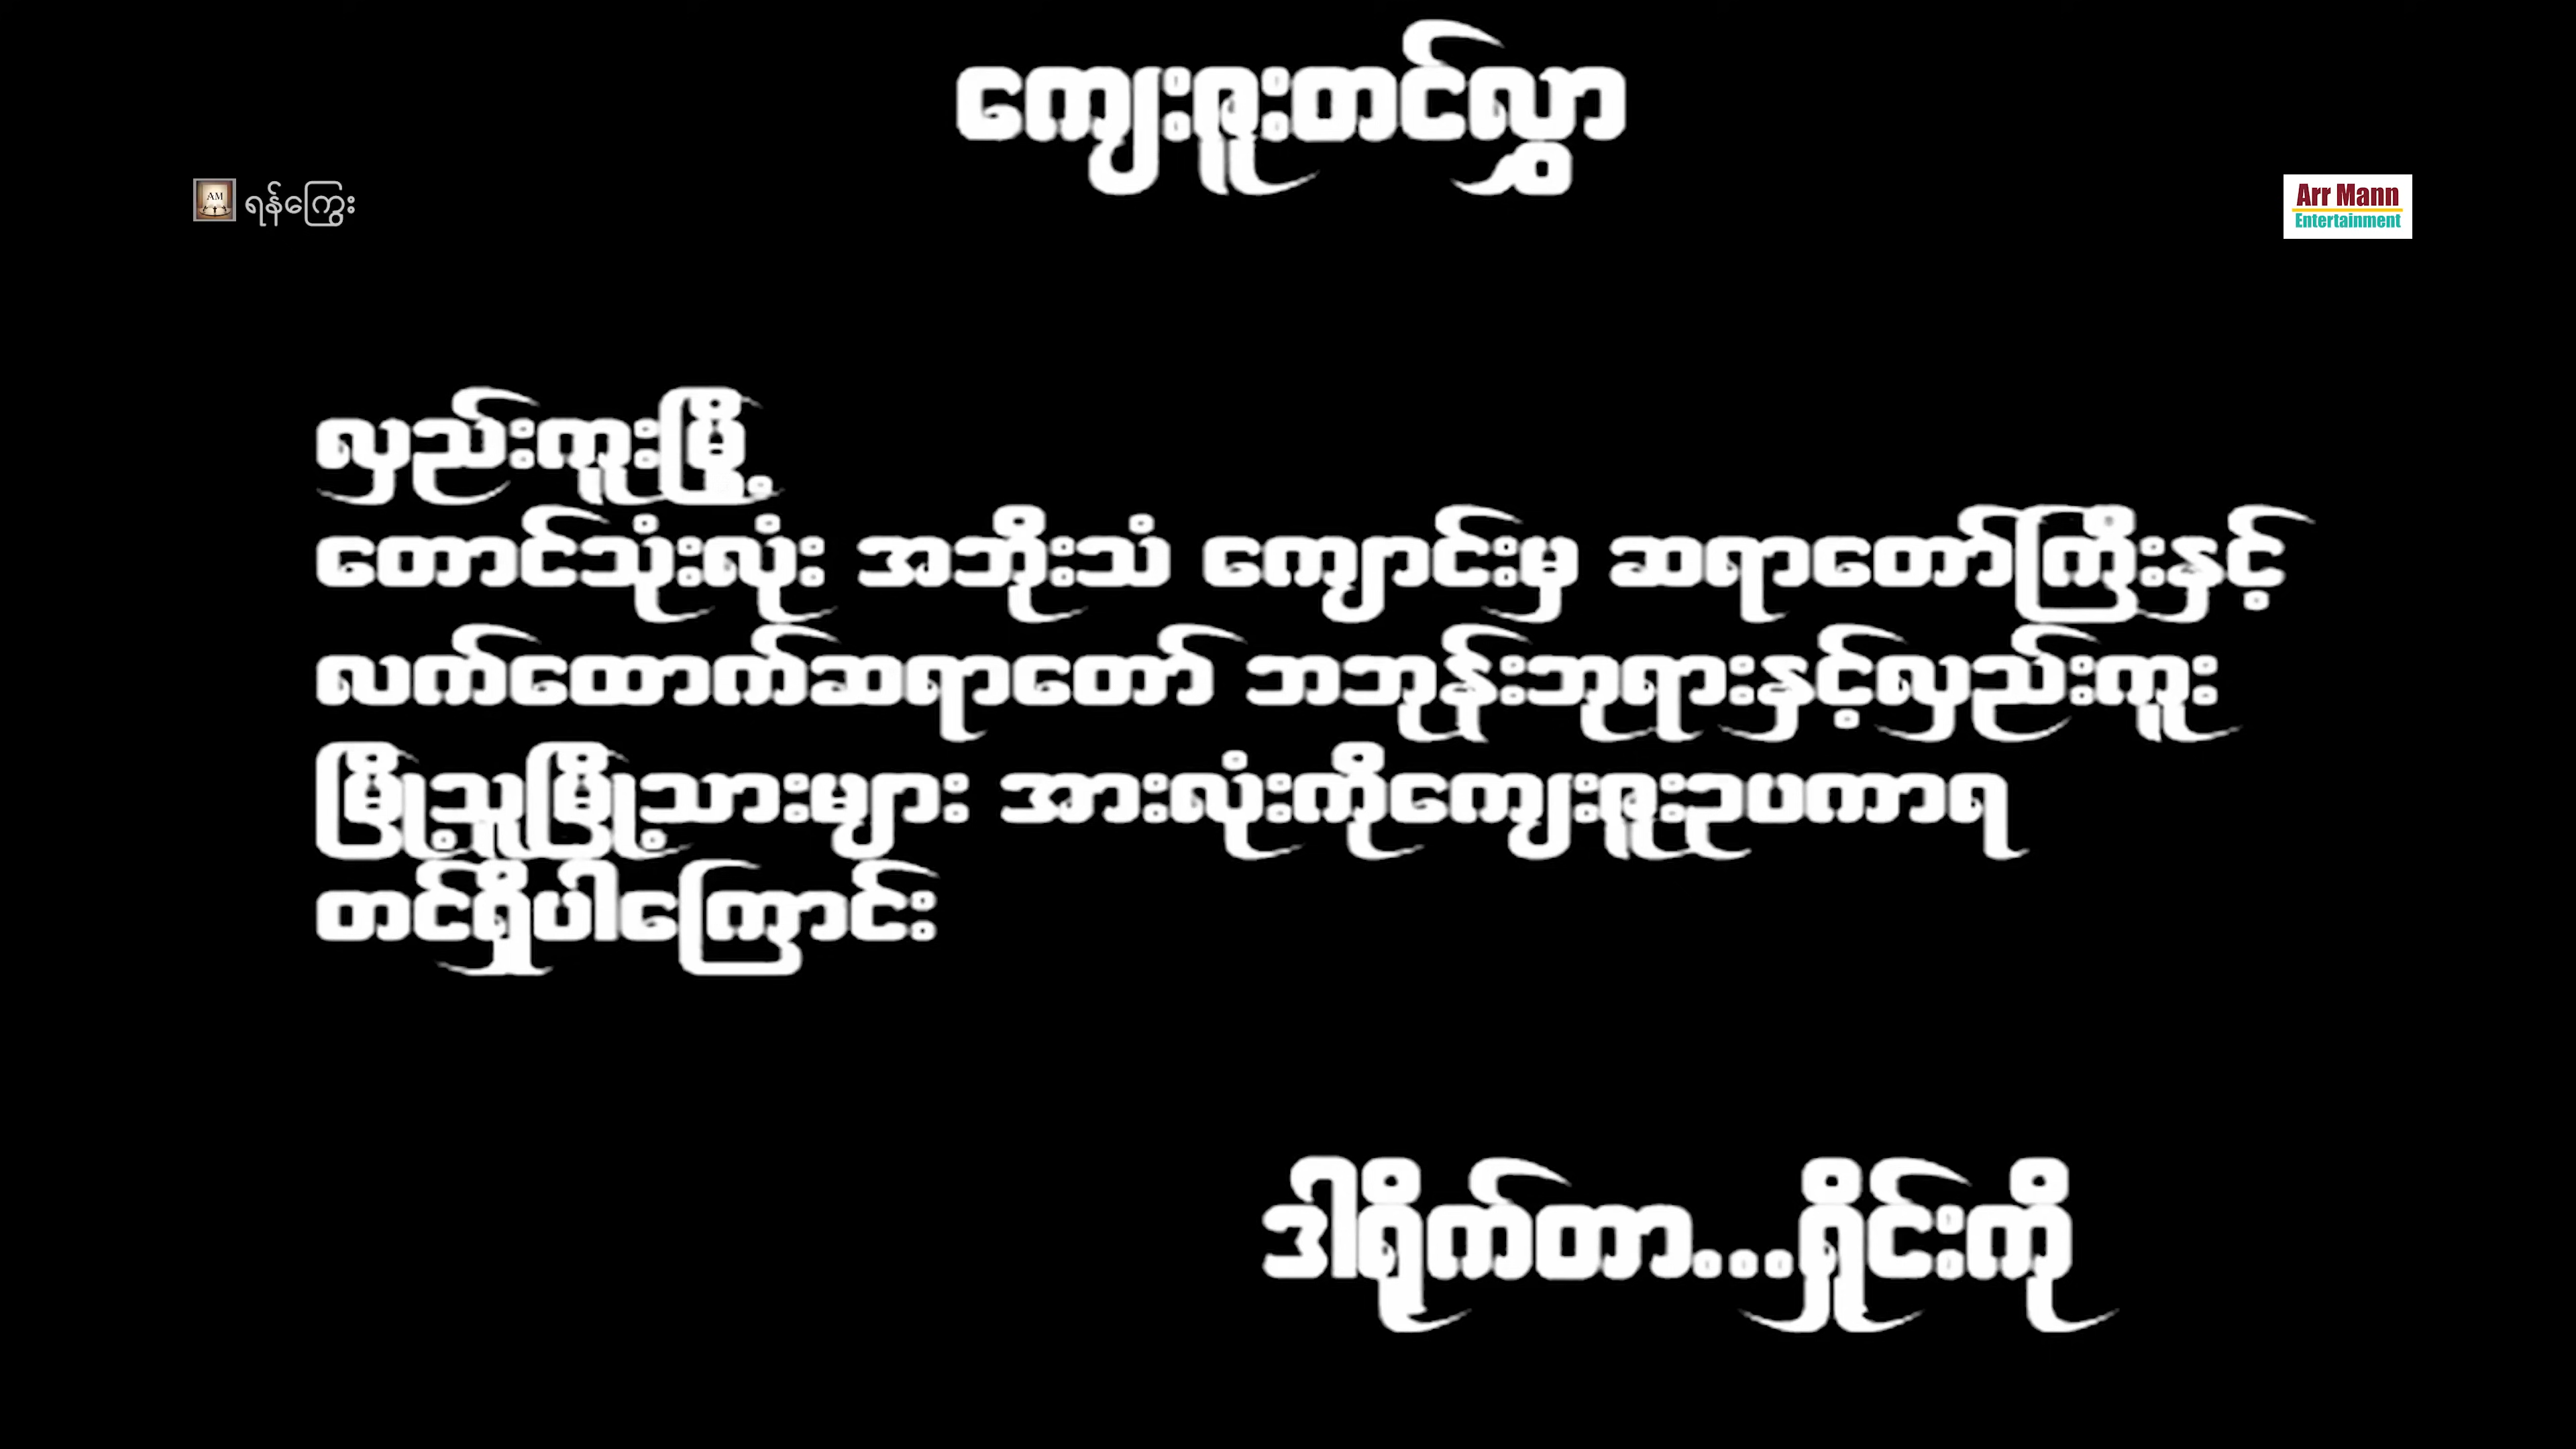 ကျေးဇူးတင်လွှာ
AM ရန်ကြွေး
Arr Mann
Entertainment
လှည်းကူးမြို့
တောင်သုံးလုံး အဘိုးသံ ကျောင်းမှ ဆရာတော်ကြီးနှင့်
လက်ထောက်ဆရာတော် ဘဘုန်းဘုရားနှင့်လှည်းကူး
မြို့သူမြို့သားများ အားလုံးကိုကျေးဇူးဥပကာရ
တင်ရှိပါကြောင်း
ဒါရိုက်တာ...ရှိုင်းကို